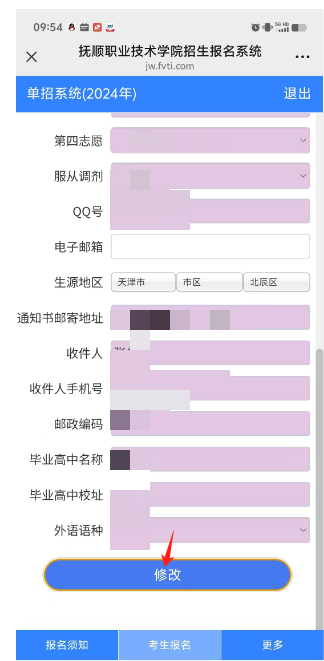 09:54
抚顺职业技术学院招生报名系统
jw.fvti.com
单招系统(2024年) 退出
第四志愿
服从调剂
QQ号
电子邮箱
生源地区 天津市 市区 北辰区
通知书邮寄地址
收件人
收件人手机号
邮政编码
毕业高中名称
毕业高中校址
外语语种
修改
报名须知 考生报名 更多